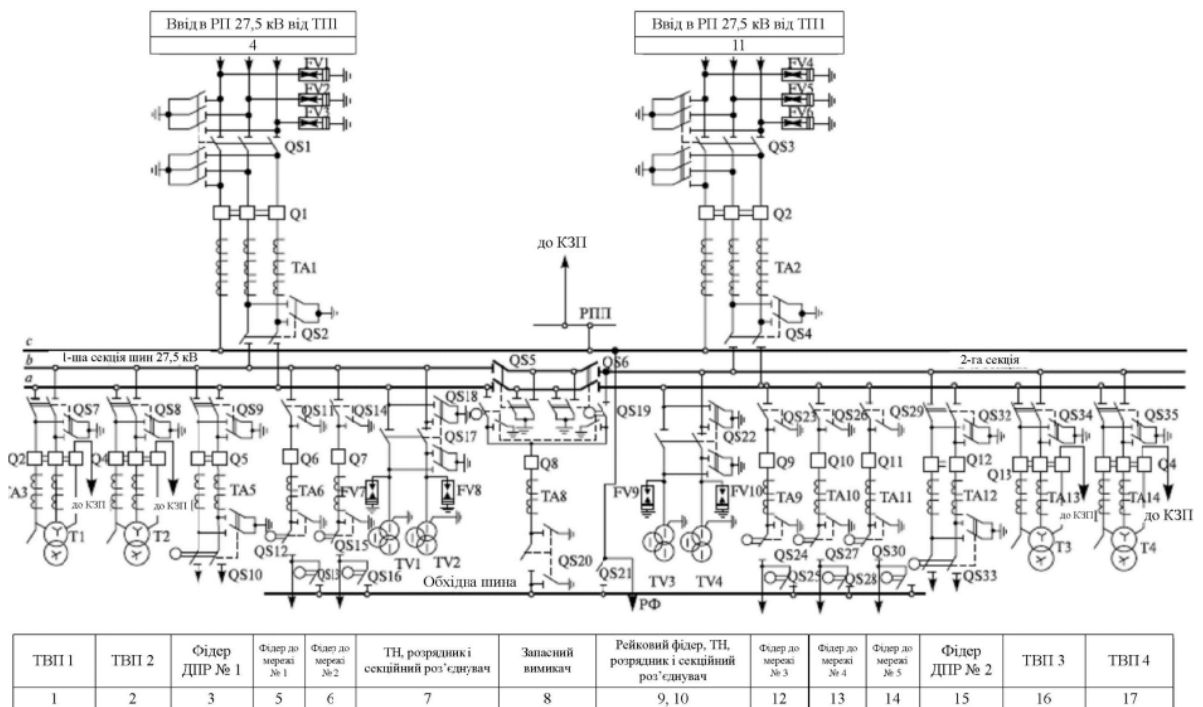 Ввід в РП 27,5 кВ від ТП1
4
Ввід в РП 27,5 кВ від ТП1
11
FV1
FV2
FV3
FV4
FV5
FV6
QS1
QS3
Q1
Q2
до КЗП
TA1
TA2
РПЛ
QS2
QS4
c
b
a
1-ша секція шин 27,5 кВ
QS5
QS6
2-га секція
QS7
QS8
QS9
QS11
QS14
QS18
QS17
QS19
QS22
QS23
QS26
QS29
QS32
QS34
QS35
Q2
Q4
Q5
Q6
Q7
Q8
Q9
Q10
Q11
Q12
Q13
Q4
TA3
TA5
TA6
FV7
FV8
TA8
FV9
FV10
TA9
TA10
TA11
TA12
TA13
TA14
до КЗП
до КЗП
до КЗП
до КЗП
T1
T2
QS10
QS12
QS13
QS15
QS16
TV1
TV2
QS20
QS21
TV3
TV4
QS24
QS25
QS27
QS28
QS30
QS33
T3
T4
Обхідна шина
РФ
ТВП 1
ТВП 2
Фідер ДПР № 1
Фідер до мережі № 1
Фідер до мережі № 2
ТН, розрядник і секційний роз’єднувач
Запасний вимикач
Рейковий фідер, ТН, розрядник і секційний роз’єднувач
Фідер до мережі № 3
Фідер до мережі № 4
Фідер до мережі № 5
Фідер ДПР № 2
ТВП 3
ТВП 4
1
2
3
5
6
7
8
9, 10
12
13
14
15
16
17